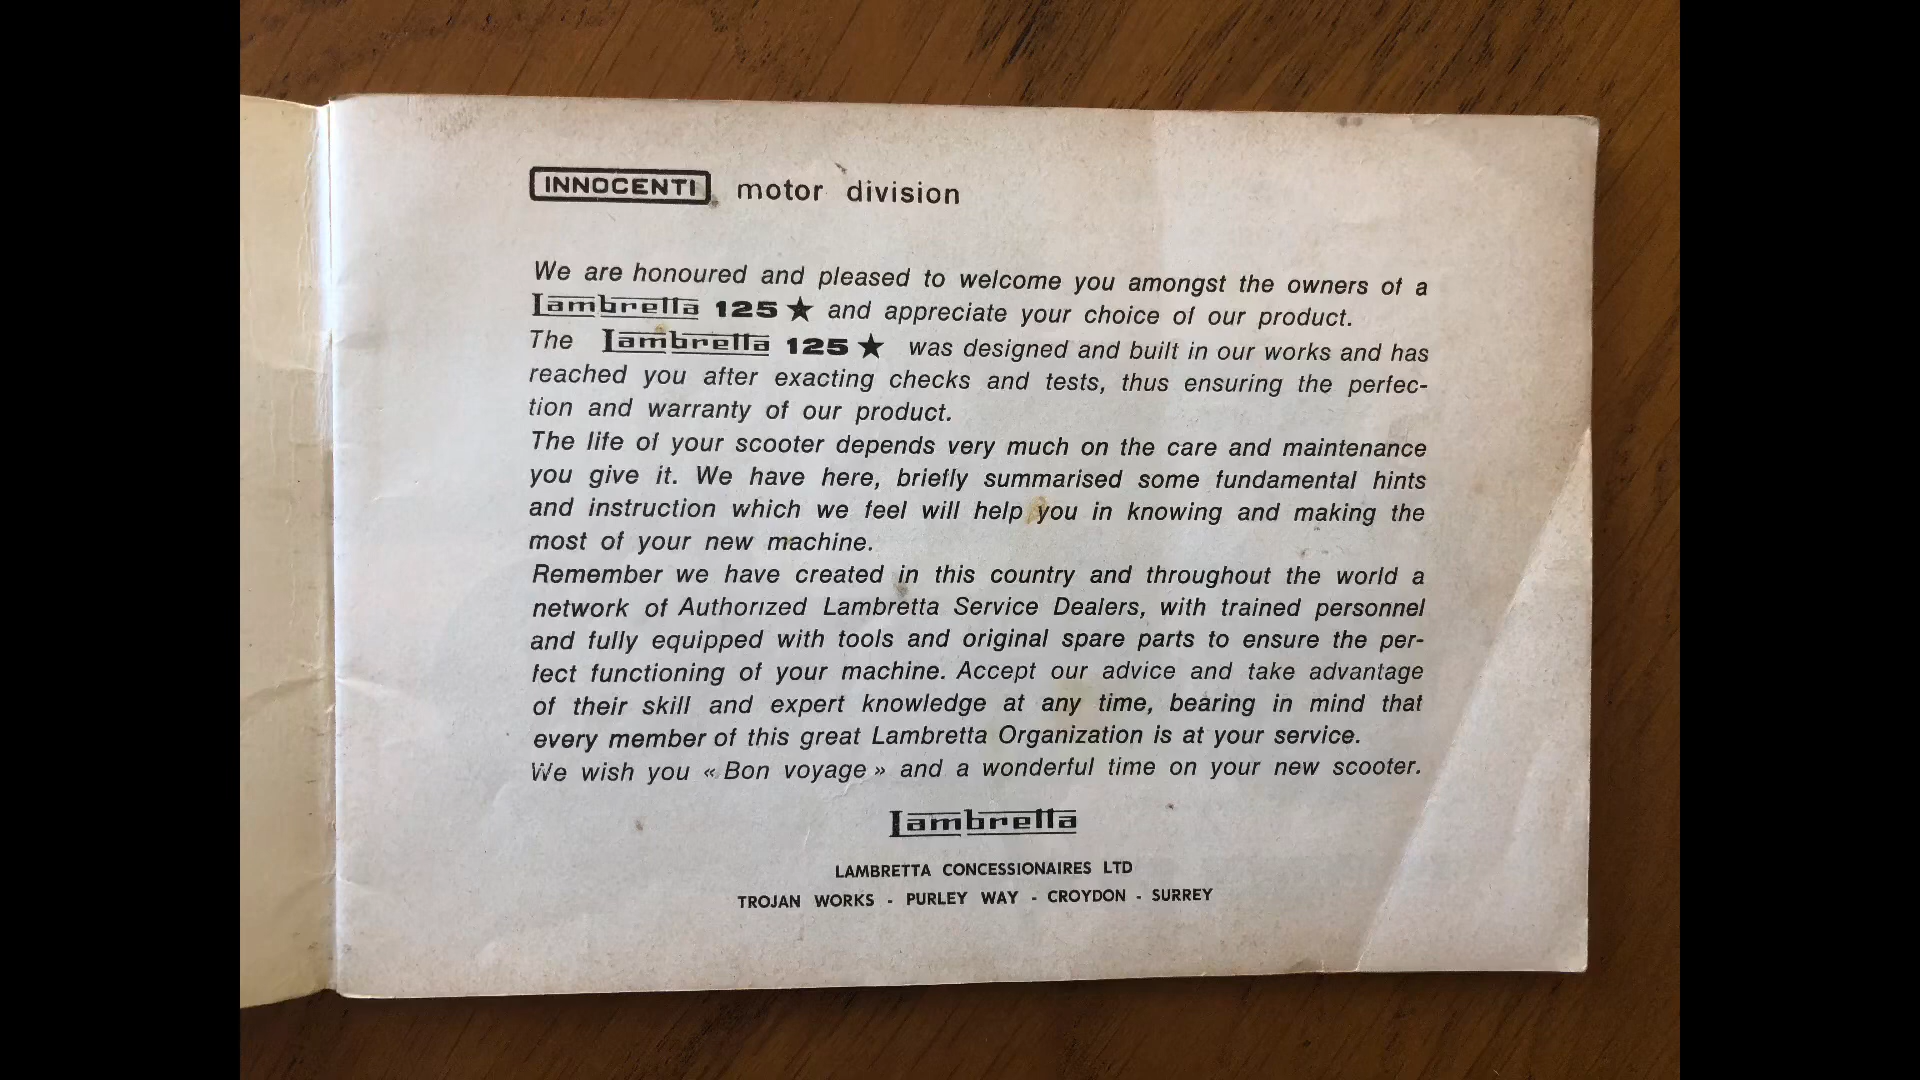 INNOCENTI motor division
We are honoured and pleased to welcome you amongst the owners of a
Lambretta 125 ★ and appreciate your choice of our product.
The Lambretta 125 ★ was designed and built in our works and has
reached you after exacting checks and tests, thus ensuring the perfec-
tion and warranty of our product.
The life of your scooter depends very much on the care and maintenance
you give it. We have here, briefly summarised some fundamental hints
and instruction which we feel will help you in knowing and making the
most of your new machine.
Remember we have created in this country and throughout the world a
network of Authorized Lambretta Service Dealers, with trained personnel
and fully equipped with tools and original spare parts to ensure the per-
fect functioning of your machine. Accept our advice and take advantage
of their skill and expert knowledge at any time, bearing in mind that
every member of this great Lambretta Organization is at your service.
We wish you « Bon voyage » and a wonderful time on your new scooter.
Lambretta
LAMBRETTA CONCESSIONAIRES LTD
TROJAN WORKS - PURLEY WAY - CROYDON - SURREY